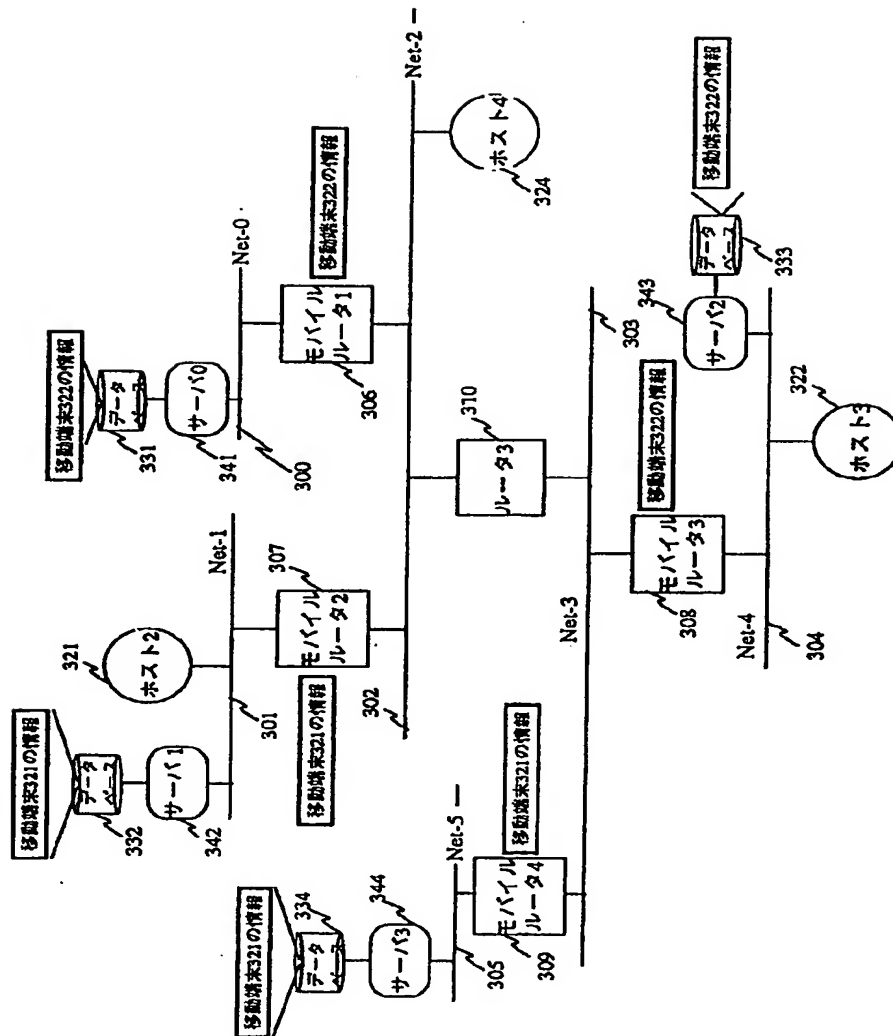 移動端末322の情報
データ
ベース
331
サーバ0
341
300
Net-0
移動端末322の情報
モバイル
ルータ1
306
Net-2
ホスト4
324
移動端末321の情報
データ
ベース
332
サーバ1
342
ホスト2
321
Net-1
301
307
モバイル
ルータ2
移動端末321の情報
302
ルータ3
310
移動端末321の情報
データ
ベース
334
サーバ3
344
Net-5
305
移動端末321の情報
モバイル
ルータ4
309
Net-3
303
移動端末322の情報
モバイル
ルータ3
308
Net-4
304
移動端末322の情報
データ
ベース
333
サーバ2
343
322
ホスト3